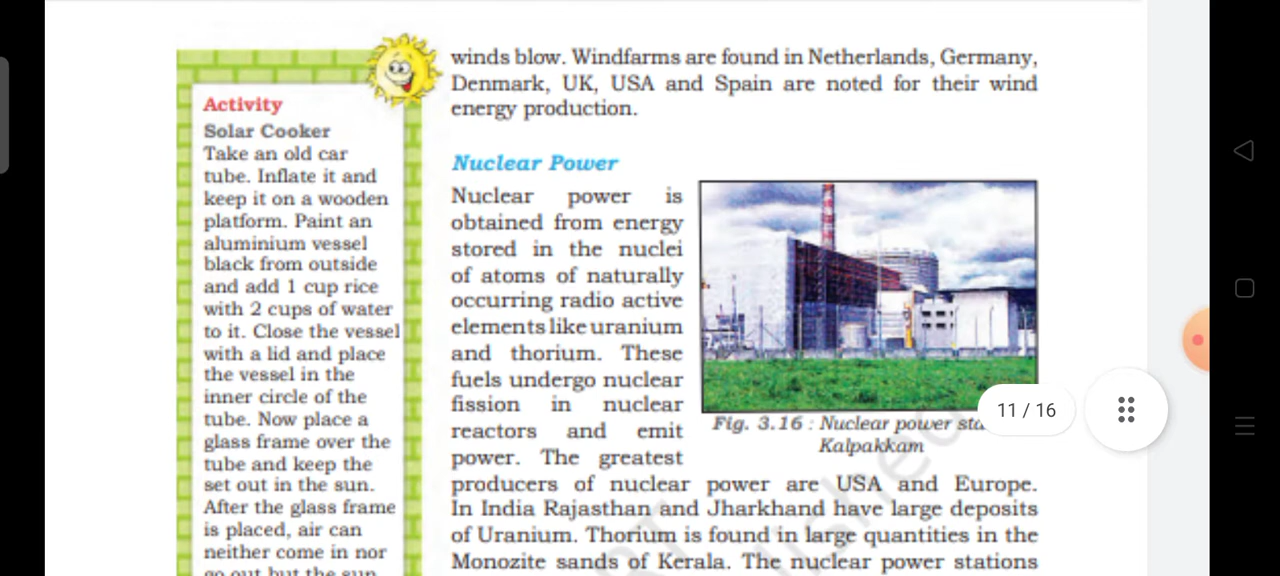 Activity
Solar Cooker
Take an old car
tube. Inflate it and
keep it on a wooden
platform. Paint an
aluminium vessel
black from outside
and add 1 cup rice
with 2 cups of water
to it. Close the vessel
with a lid and place
the vessel in the
inner circle of the
tube. Now place a
glass frame over the
tube and keep the
set out in the sun.
After the glass frame
is placed, air can
neither come in nor
go out but the sun
winds blow. Windfarms are found in Netherlands, Germany,
Denmark, UK, USA and Spain are noted for their wind
energy production.
Nuclear Power
Nuclear power is
obtained from energy
stored in the nuclei
of atoms of naturally
occurring radio active
elements like uranium
and thorium. These
fuels undergo nuclear
fission in nuclear
reactors and emit
power. The greatest
producers of nuclear power are USA and Europe.
In India Rajasthan and Jharkhand have large deposits
of Uranium. Thorium is found in large quantities in the
Monozite sands of Kerala. The nuclear power stations
Fig. 3.16 : Nuclear power
Kalpakkam
11 / 16